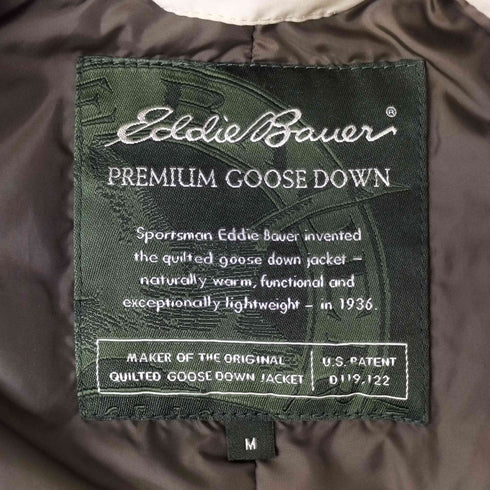 Eddie Bauer®
PREMIUM GOOSE DOWN
Sportsman Eddie Bauer invented
the quilted goose down jacket –
naturally warm, functional and
exceptionally lightweight – in 1936.
MAKER OF THE ORIGINAL
QUILTED GOOSE DOWN JACKET
U.S. PATENT
D119,122
M